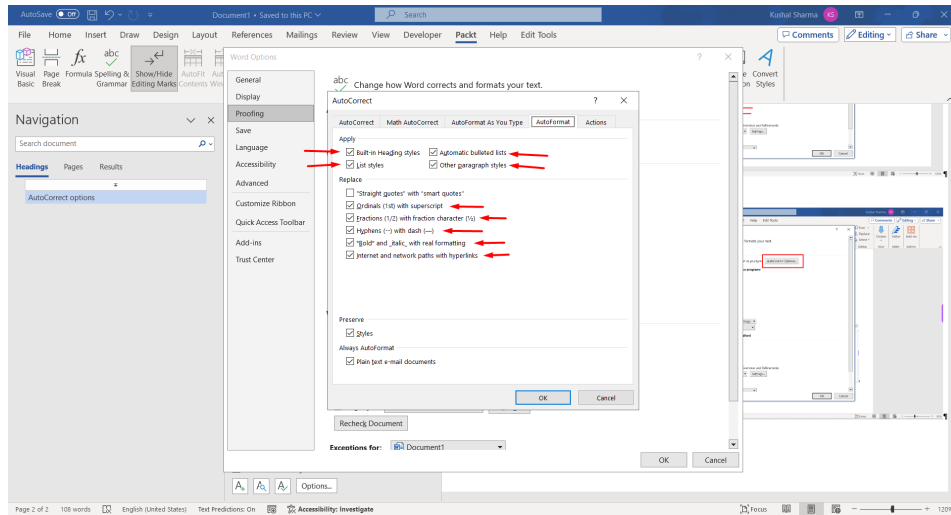 AutoSave Off Document1 • Saved to this PC Search Kushal Sharma KS
File Home Insert Draw Design Layout References Mailings Review View Developer Packt Help Edit Tools Comments Editing Share
Visual Basic Page Break Formula Spelling & Grammar Show/Hide Editing Marks AutoFit Contents Convert Styles
Word Options ? ×
General
Display
Proofing
Save
Language
Accessibility
Advanced
Customize Ribbon
Quick Access Toolbar
Add-ins
Trust Center
abc Change how Word corrects and formats your text.
Navigation
Search document
Headings Pages Results
AutoCorrect options
AutoCorrect ? ×
AutoCorrect Math AutoCorrect AutoFormat As You Type AutoFormat Actions
Apply
Built-in Heading styles Automatic bulleted lists
List styles Other paragraph styles
Replace
"Straight quotes" with "smart quotes"
Ordinals (1st) with superscript
Fractions (1/2) with fraction character (½)
Hyphens (--) with dash (—)
*Bold* and _italic_ with real formatting
Internet and network paths with hyperlinks
Preserve
Styles
Always AutoFormat
Plain text e-mail documents
OK Cancel
Recheck Document
Exceptions for: Document1
OK Cancel
Options...
Page 2 of 2 108 words English (United States) Text Predictions: On Accessibility: Investigate Focus